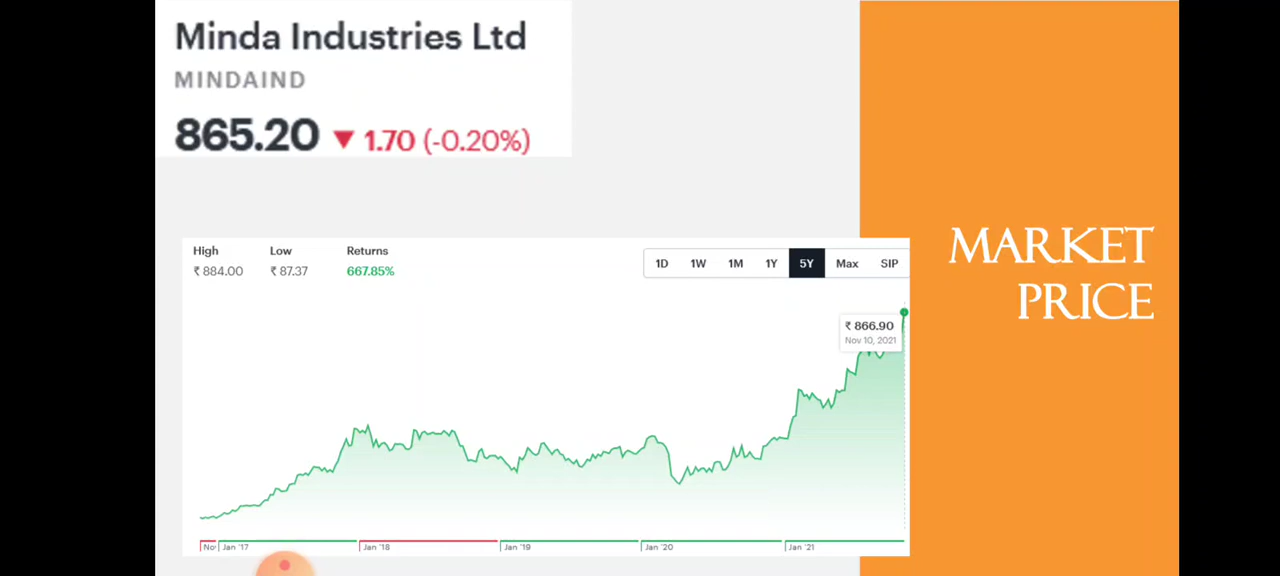 Minda Industries Ltd
MINDAIND
865.20 ▼ 1.70 (-0.20%)
High Low Returns
₹ 884.00 ₹ 87.37 667.85%
1D 1W 1M 1Y 5Y Max SIP
MARKET
PRICE
₹ 866.90
Nov 10, 2021
Jan '17 Jan '18 Jan '19 Jan '20 Jan '21